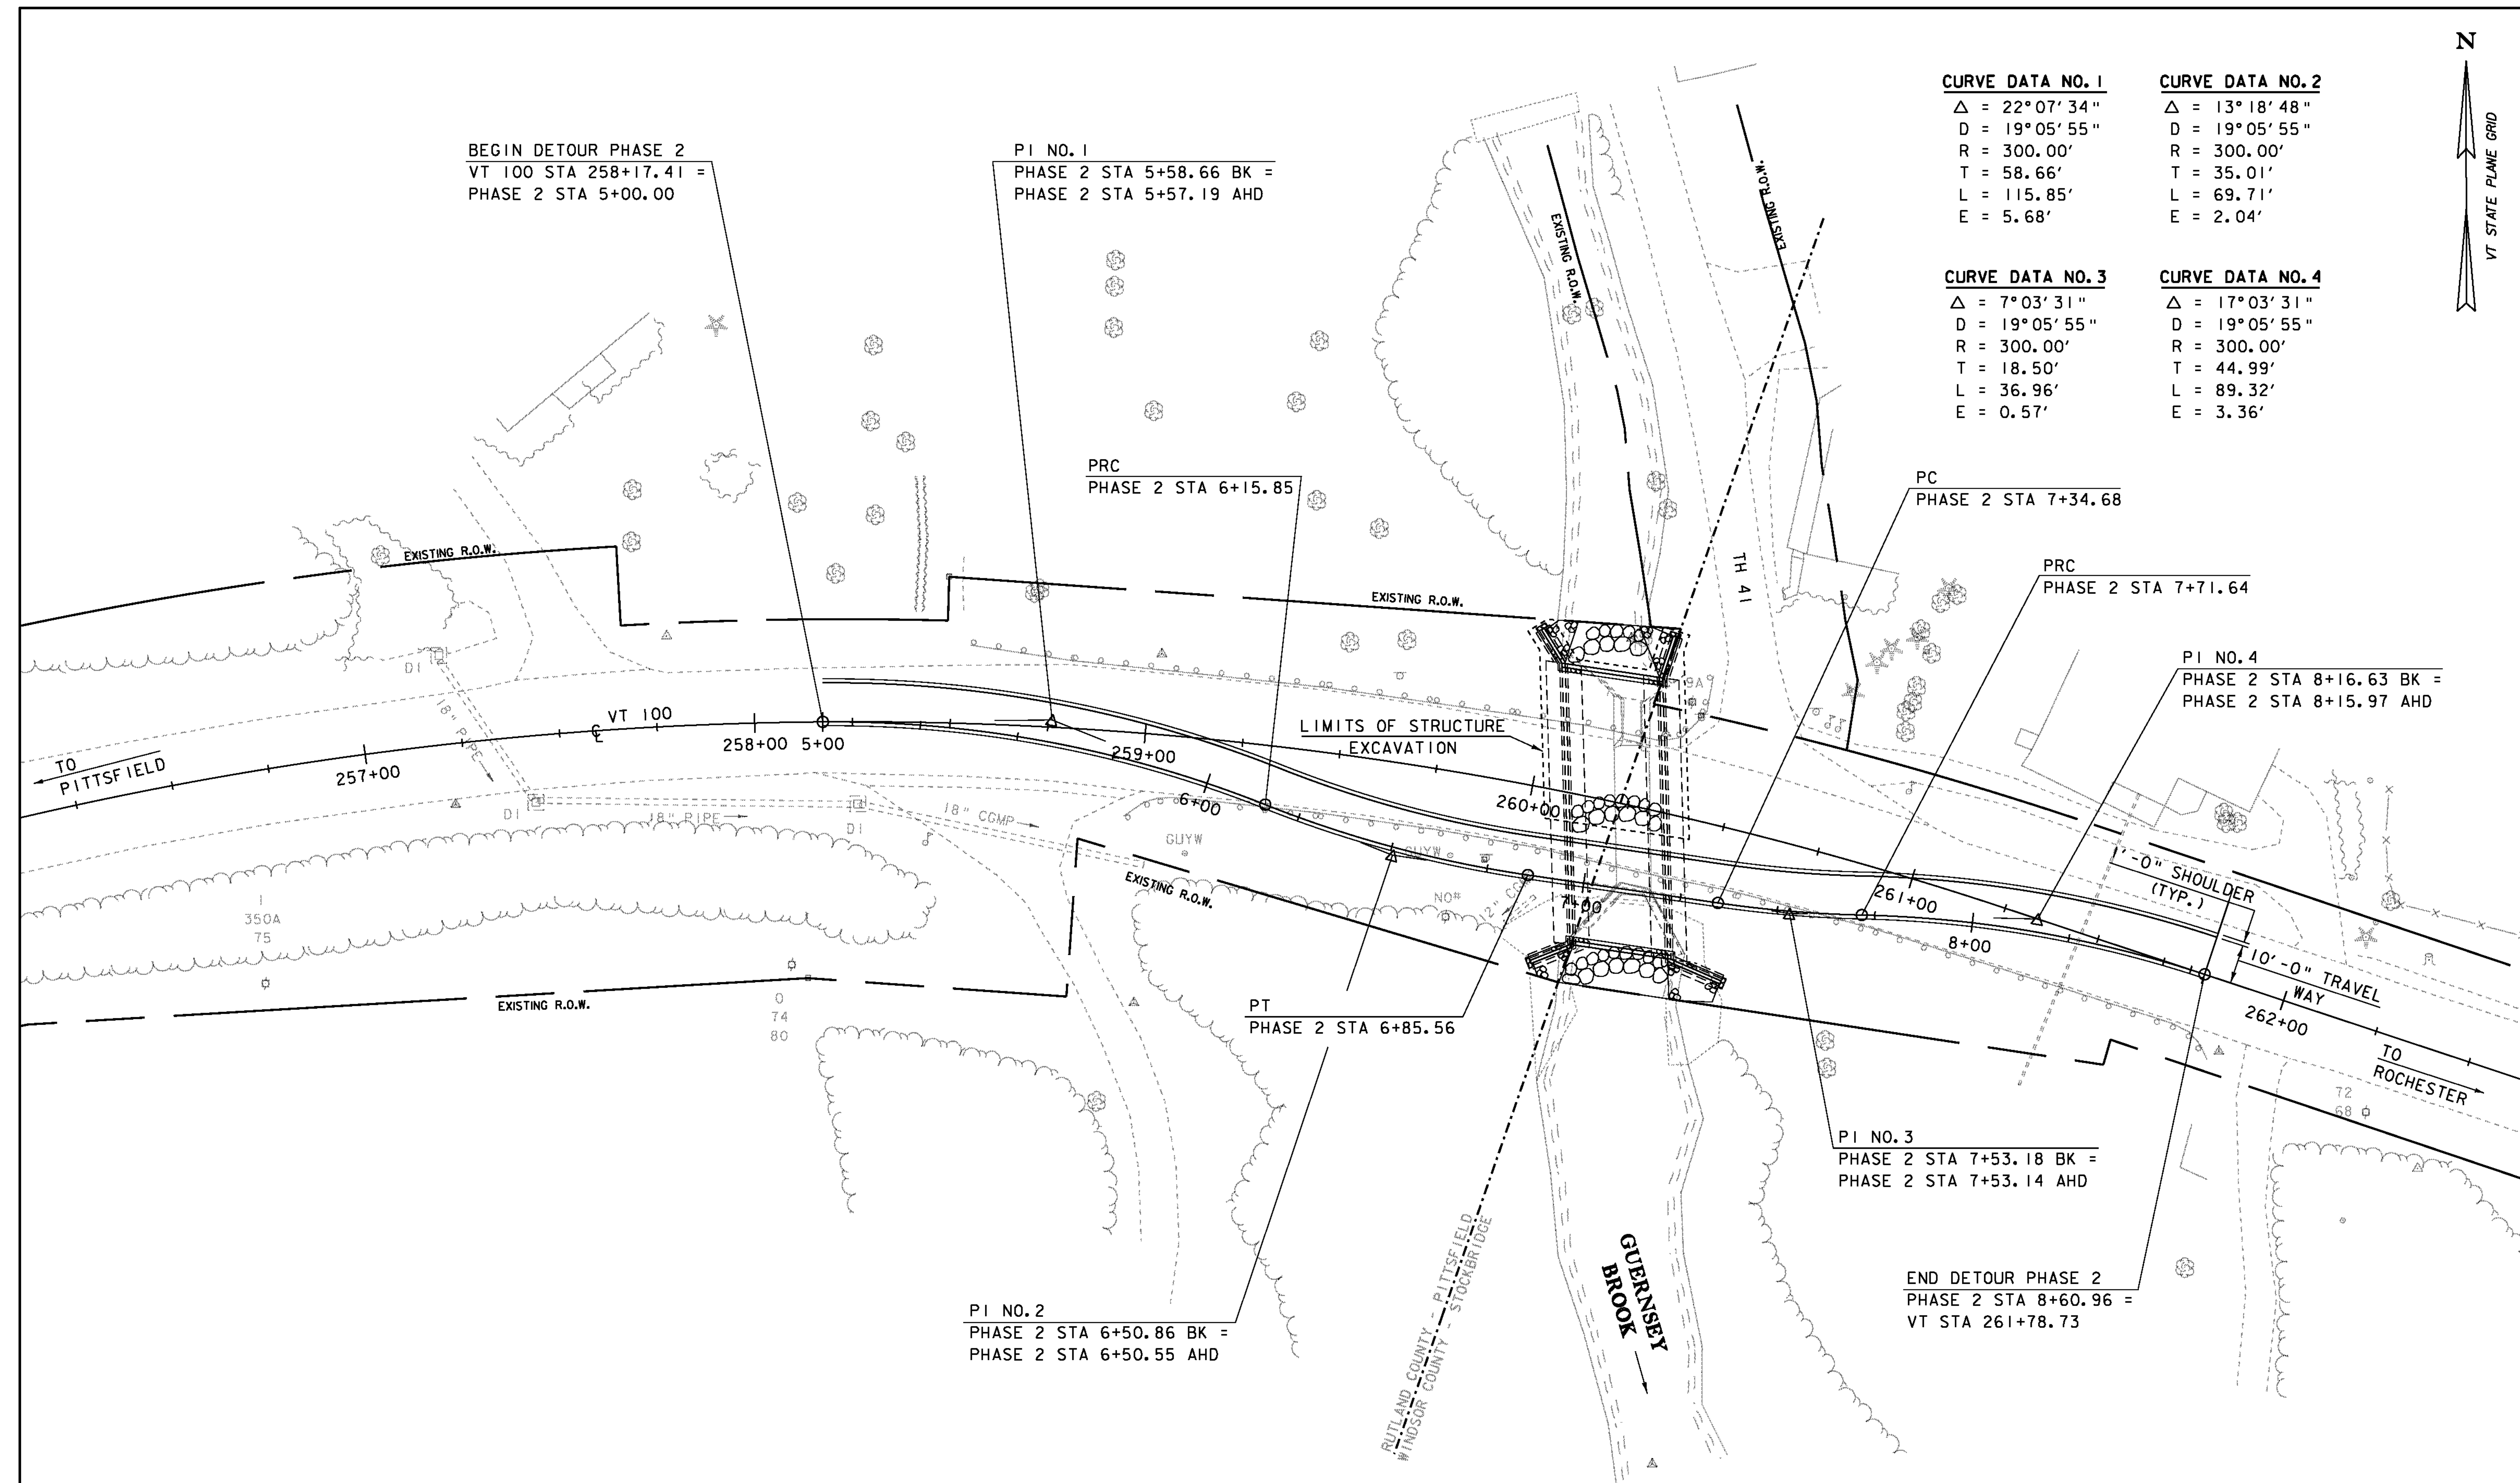 N
VT STATE PLANE GRID
CURVE DATA NO. 1
Δ = 22°07'34"
D = 19°05'55"
R = 300.00'
T = 58.66'
L = 115.85'
E = 5.68'
CURVE DATA NO. 2
Δ = 13°18'48"
D = 19°05'55"
R = 300.00'
T = 35.01'
L = 69.71'
E = 2.04'
CURVE DATA NO. 3
Δ = 7°03'31"
D = 19°05'55"
R = 300.00'
T = 18.50'
L = 36.96'
E = 0.57'
CURVE DATA NO. 4
Δ = 17°03'31"
D = 19°05'55"
R = 300.00'
T = 44.99'
L = 89.32'
E = 3.36'
BEGIN DETOUR PHASE 2
VT 100 STA 258+17.41 =
PHASE 2 STA 5+00.00
PI NO. 1
PHASE 2 STA 5+58.66 BK =
PHASE 2 STA 5+57.19 AHD
EXISTING R.O.W.
EXISTING R.O.W.
PRC
PHASE 2 STA 6+15.85
PC
PHASE 2 STA 7+34.68
PRC
PHASE 2 STA 7+71.64
PI NO. 4
PHASE 2 STA 8+16.63 BK =
PHASE 2 STA 8+15.97 AHD
EXISTING R.O.W.
EXISTING R.O.W.
TH 41
DI
18" PIPE
9A
VT 100
LIMITS OF STRUCTURE
EXCAVATION
TO
PITTSFIELD
257+00
℄
258+00
5+00
259+00
6+00
260+00
DI
18" PIPE
DI
18" CGMP
GUYW
GUYW
EXISTING R.O.W.
NO#
7+00
261+00
8+00
1'-0" SHOULDER
(TYP.)
10'-0" TRAVEL
WAY
262+00
TO
ROCHESTER
1
350A
75
EXISTING R.O.W.
0
74
80
PT
PHASE 2 STA 6+85.56
72
68
PI NO. 3
PHASE 2 STA 7+53.18 BK =
PHASE 2 STA 7+53.14 AHD
END DETOUR PHASE 2
PHASE 2 STA 8+60.96 =
VT STA 261+78.73
PI NO. 2
PHASE 2 STA 6+50.86 BK =
PHASE 2 STA 6+50.55 AHD
RUTLAND COUNTY - PITTSFIELD
WINDSOR COUNTY - STOCKBRIDGE
GUERNSEY
BROOK